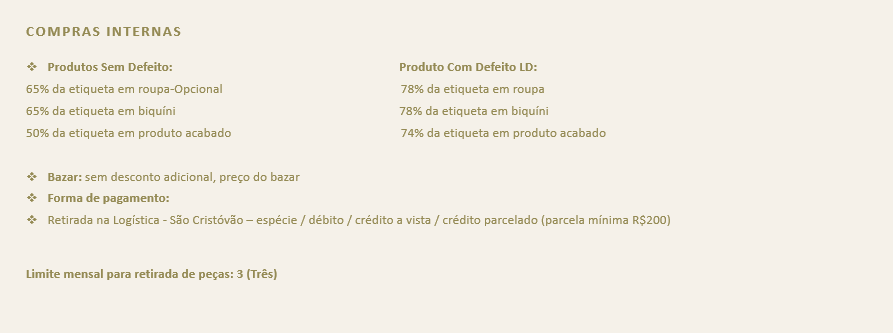 COMPRAS INTERNAS
❖ Produtos Sem Defeito: Produto Com Defeito LD:
65% da etiqueta em roupa-Opcional 78% da etiqueta em roupa
65% da etiqueta em biquíni 78% da etiqueta em biquíni
50% da etiqueta em produto acabado 74% da etiqueta em produto acabado
❖ Bazar: sem desconto adicional, preço do bazar
❖ Forma de pagamento:
❖ Retirada na Logística - São Cristóvão – espécie / débito / crédito a vista / crédito parcelado (parcela mínima R$200)
Limite mensal para retirada de peças: 3 (Três)